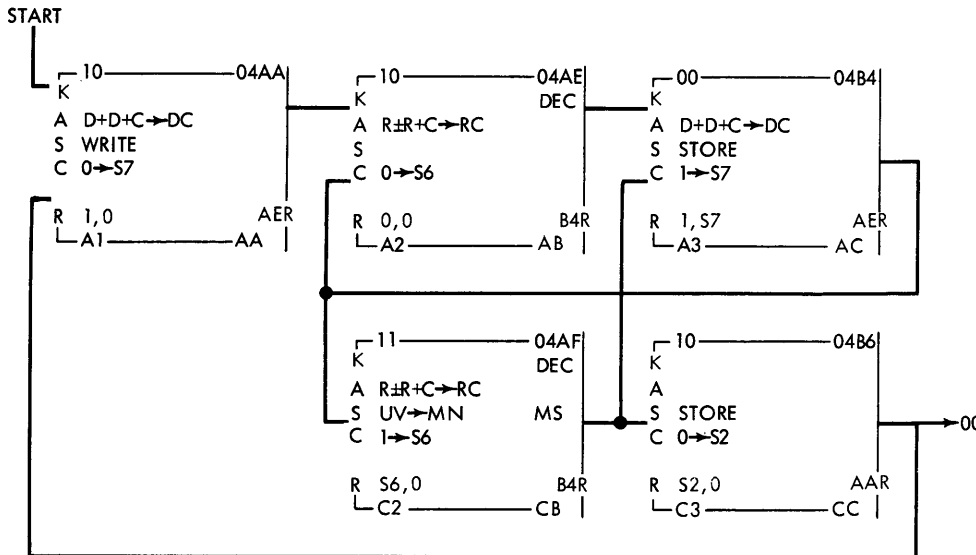 START
10 04AA
K
A D+D+C→DC
S WRITE
C 0→S7
R 1,0 AER
A1 AA
10 04AE
K DEC
A R±R+C→RC
S
C 0→S6
R 0,0 B4R
A2 AB
00 04B4
K
A D+D+C→DC
S STORE
C 1→S7
R 1,S7 AER
A3 AC
11 04AF
K DEC
A R±R+C→RC
S UV→MN MS
C 1→S6
R S6,0 B4R
C2 CB
10 04B6
K
A
S STORE
C 0→S2
R S2,0 AAR
C3 CC
00